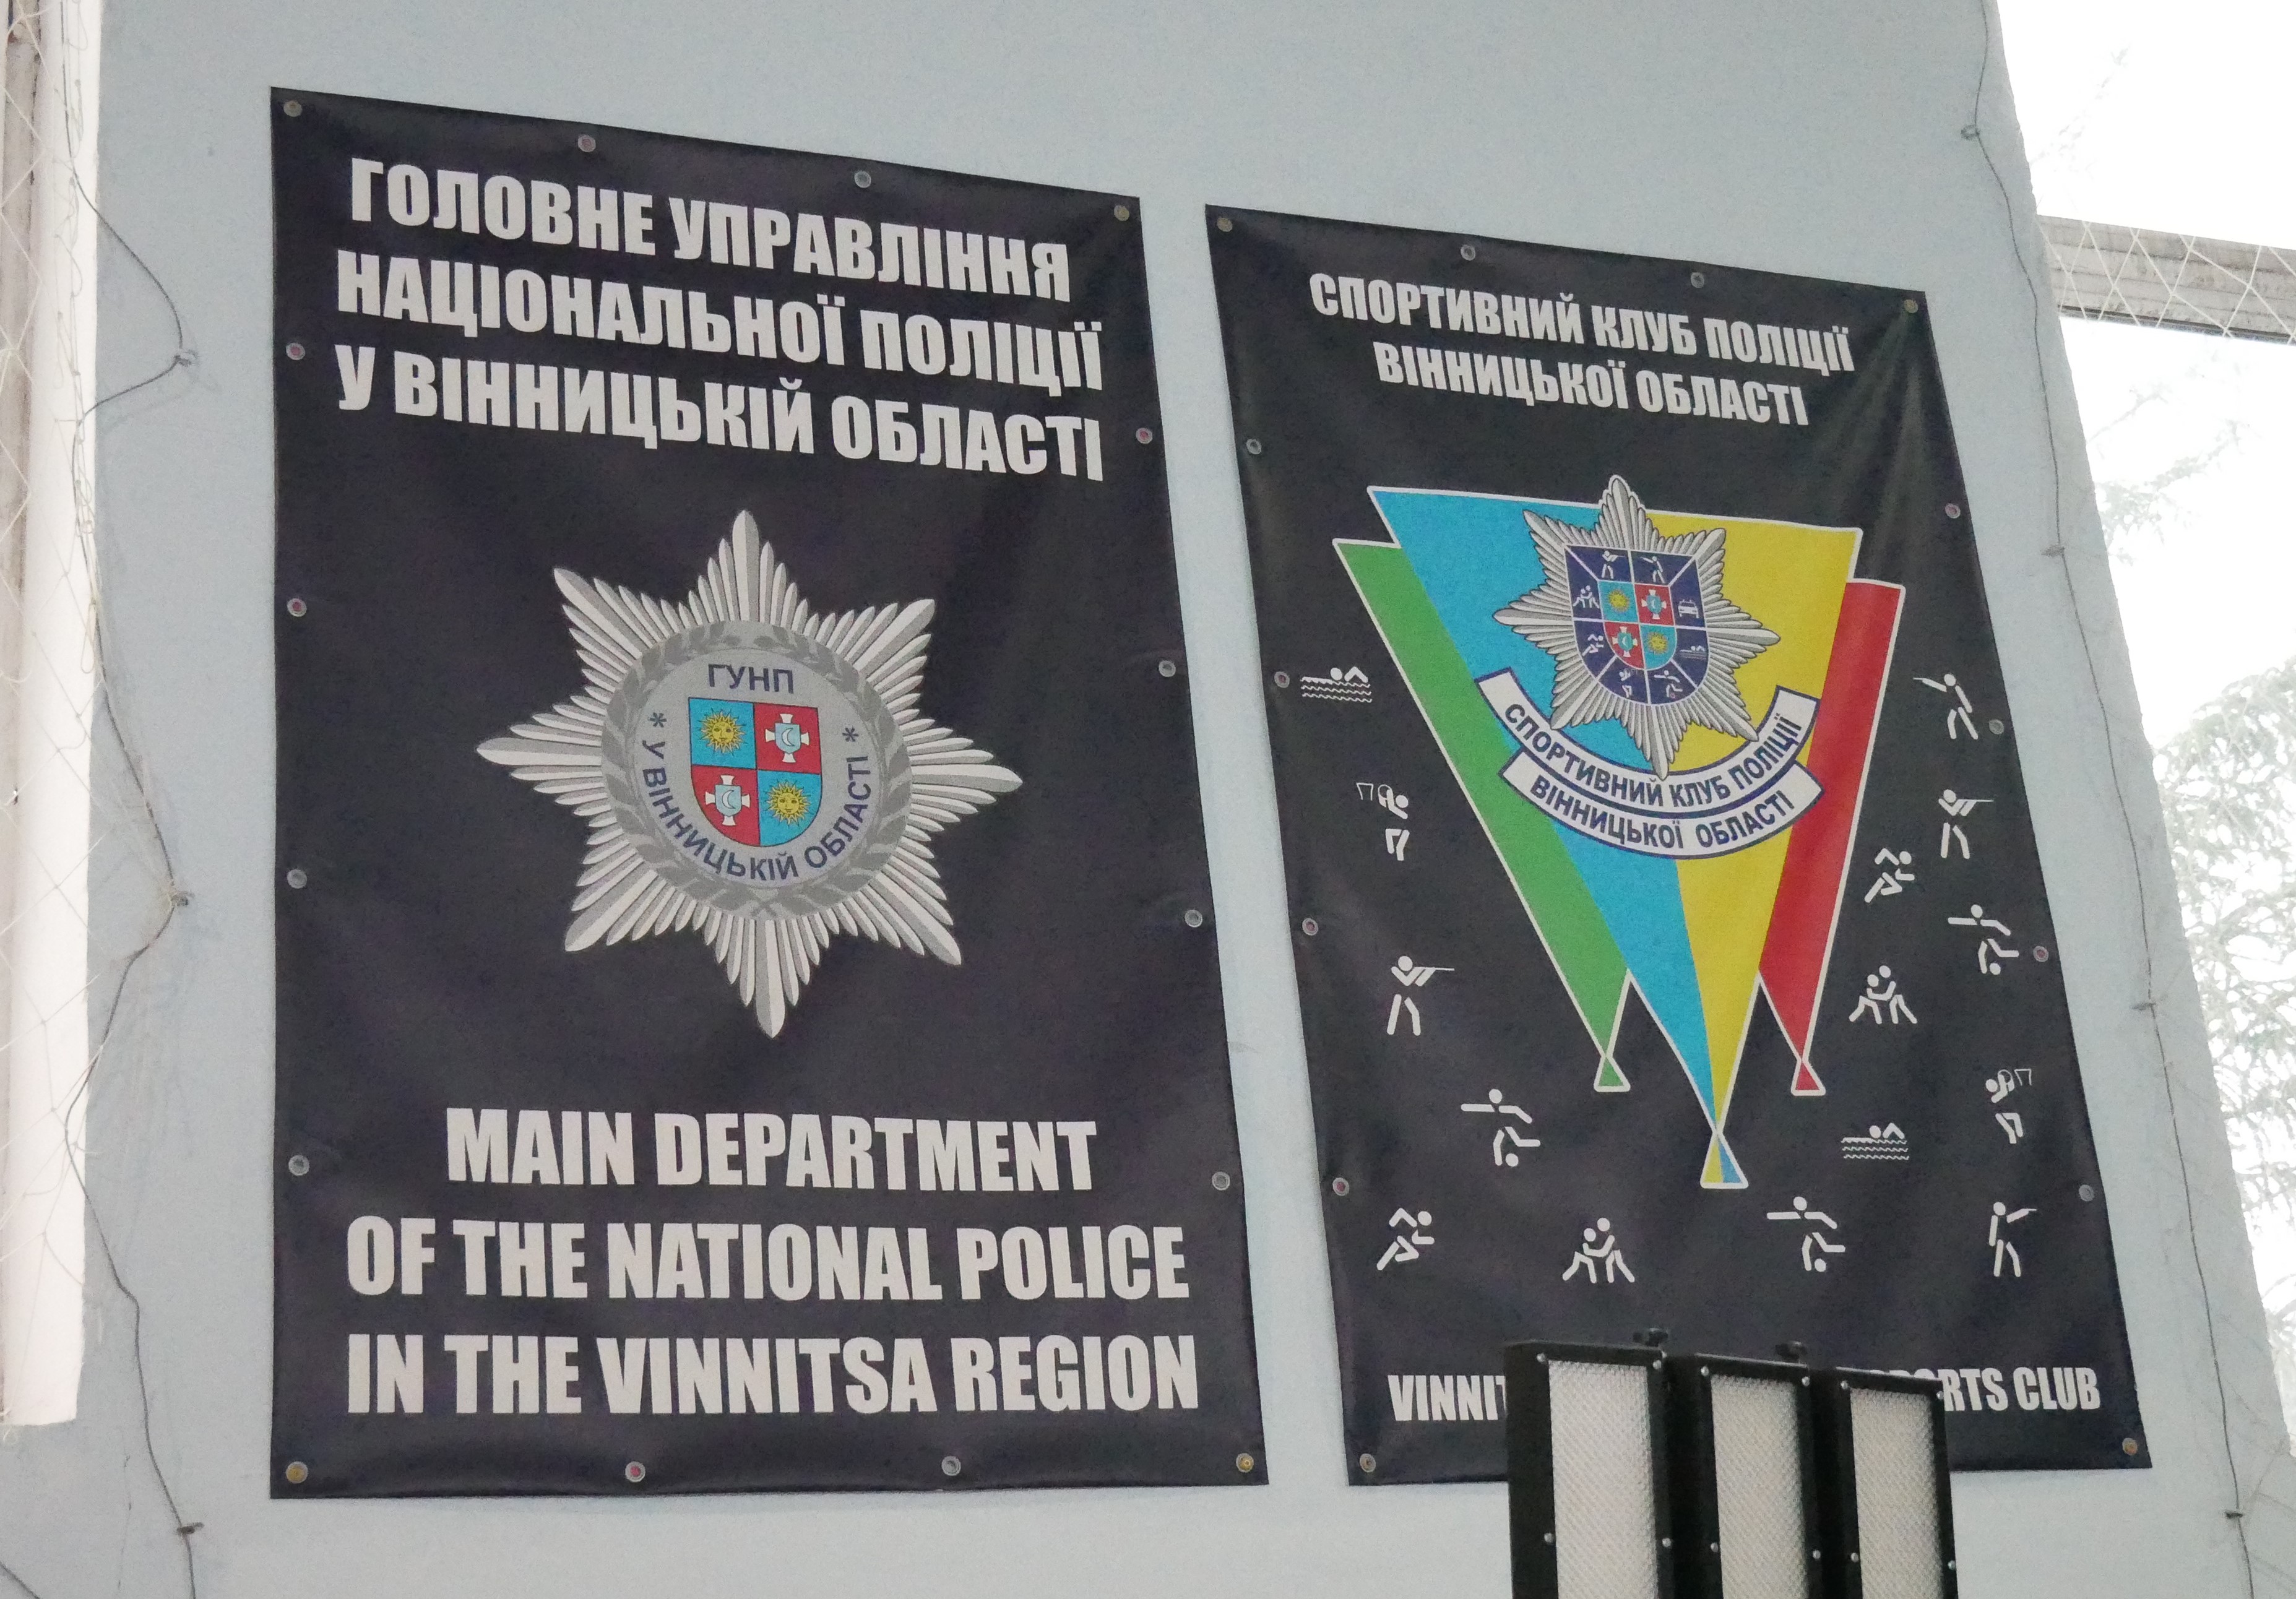 ГОЛОВНЕ УПРАВЛІННЯ
НАЦІОНАЛЬНОЇ ПОЛІЦІЇ
У ВІННИЦЬКІЙ ОБЛАСТІ
ГУНП
* У ВІННИЦЬКІЙ ОБЛАСТІ *
MAIN DEPARTMENT
OF THE NATIONAL POLICE
IN THE VINNITSA REGION
СПОРТИВНИЙ КЛУБ ПОЛІЦІЇ
ВІННИЦЬКОЇ ОБЛАСТІ
СПОРТИВНИЙ КЛУБ ПОЛІЦІЇ
ВІННИЦЬКОЇ ОБЛАСТІ
CLUB